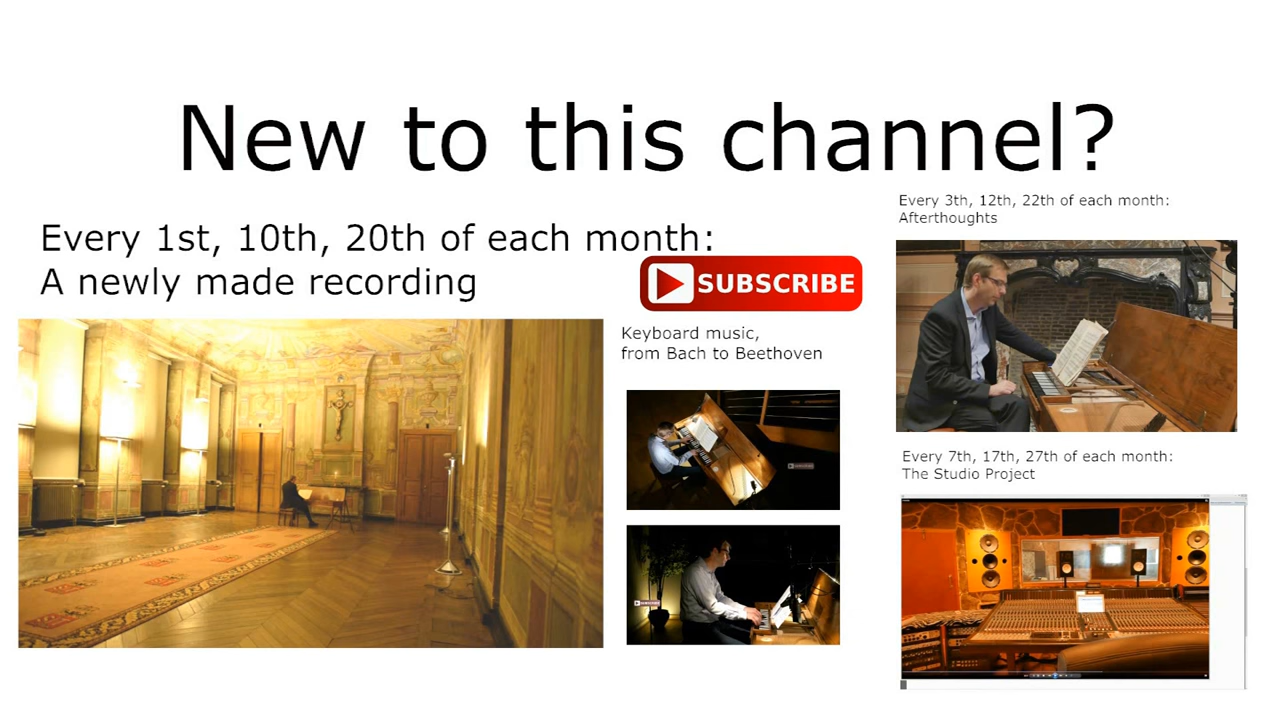 New to this channel?
Every 1st, 10th, 20th of each month:
A newly made recording
SUBSCRIBE
Keyboard music,
from Bach to Beethoven
Every 3th, 12th, 22th of each month:
Afterthoughts
Every 7th, 17th, 27th of each month:
The Studio Project